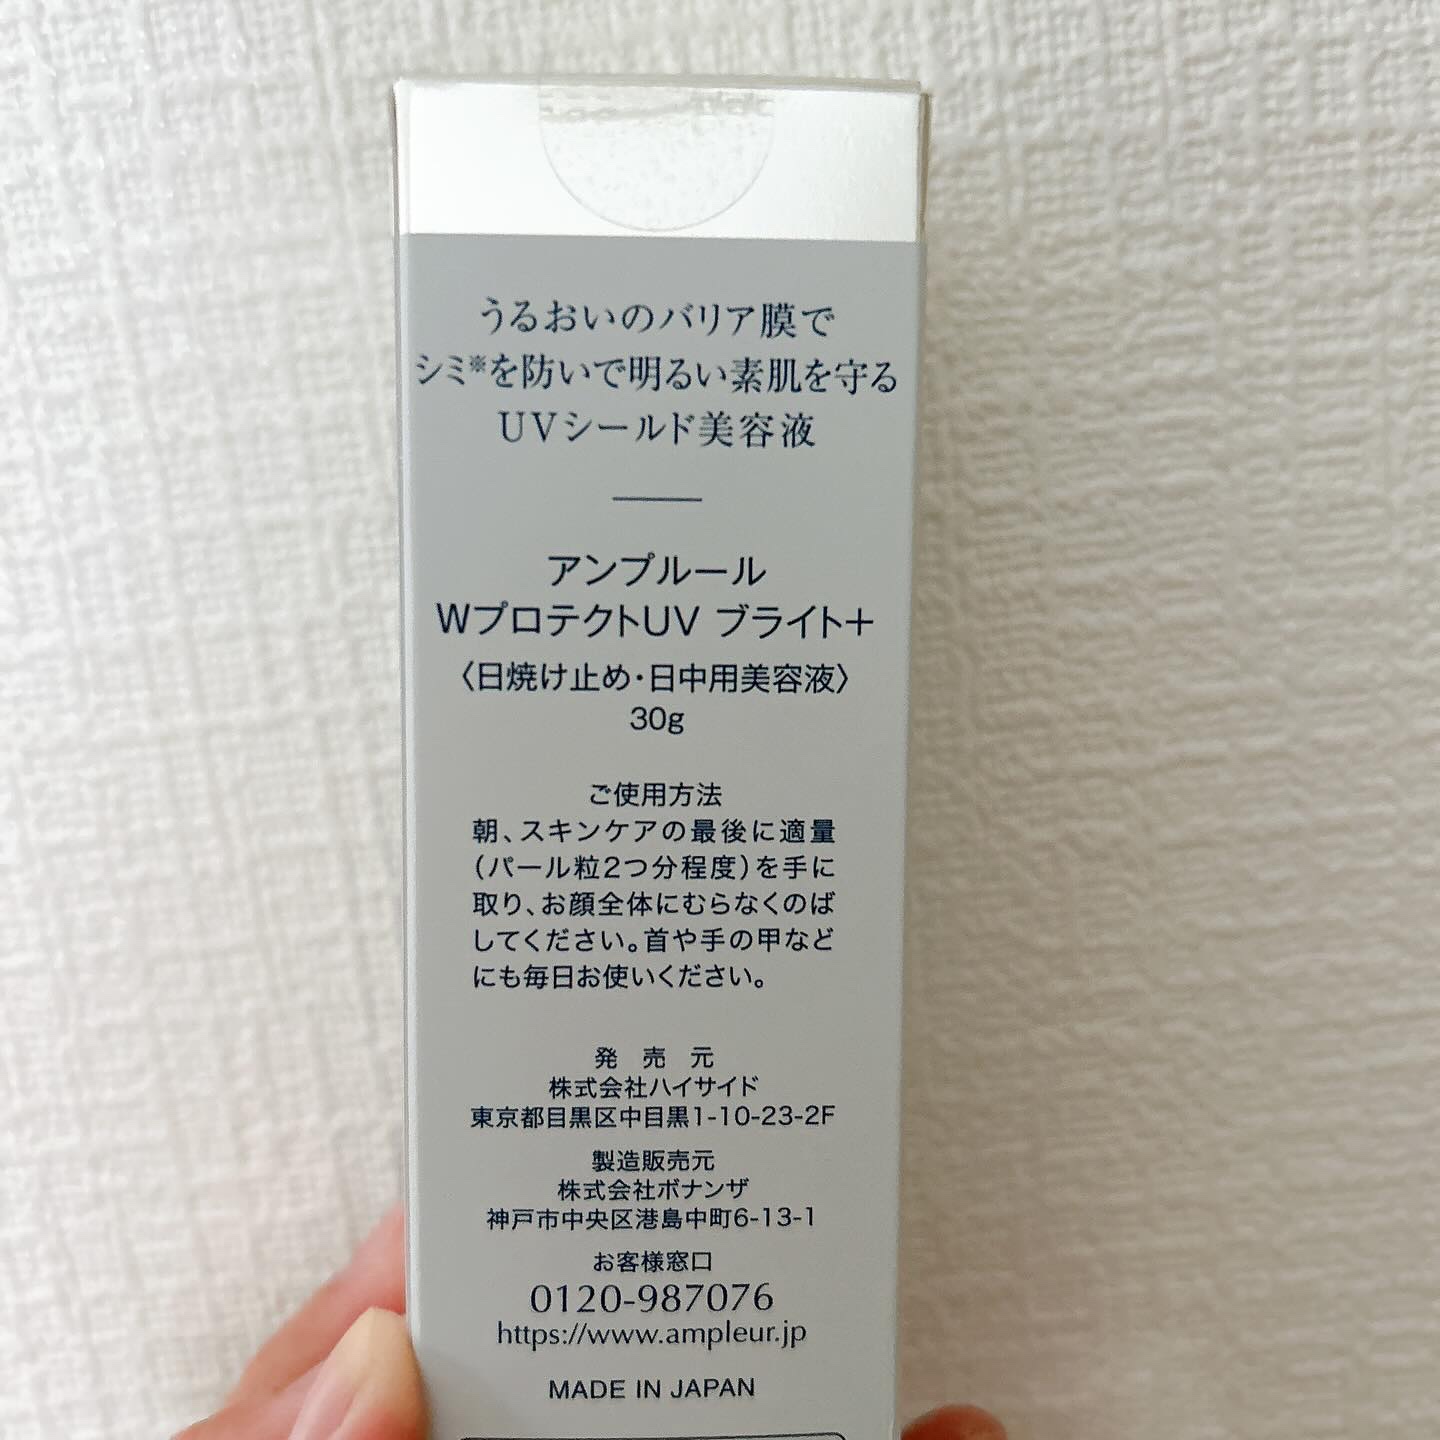 うるおいのバリア膜で
シミ※を防いで明るい素肌を守る
UVシールド美容液
アンプルール
WプロテクトUV ブライト＋
〈日焼け止め・日中用美容液〉
30g
ご使用方法
朝、スキンケアの最後に適量
（パール粒2つ分程度）を手に
取り、お顔全体にむらなくのば
してください。首や手の甲など
にも毎日お使いください。
発 売 元
株式会社ハイサイド
東京都目黒区中目黒1-10-23-2F
製造販売元
株式会社ボナンザ
神戸市中央区港島中町6-13-1
お客様窓口
0120-987076
https://www.ampleur.jp
MADE IN JAPAN